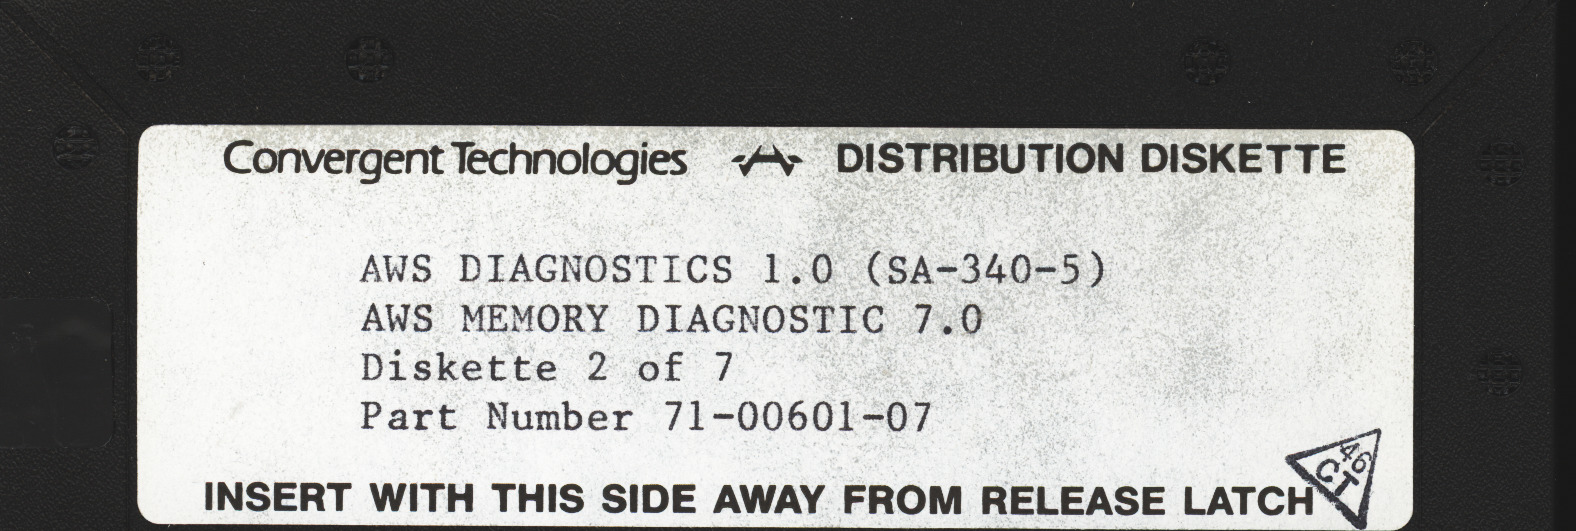 Convergent Technologies DISTRIBUTION DISKETTE
AWS DIAGNOSTICS 1.0 (SA-340-5)
AWS MEMORY DIAGNOSTIC 7.0
Diskette 2 of 7
Part Number 71-00601-07
46
CT
INSERT WITH THIS SIDE AWAY FROM RELEASE LATCH